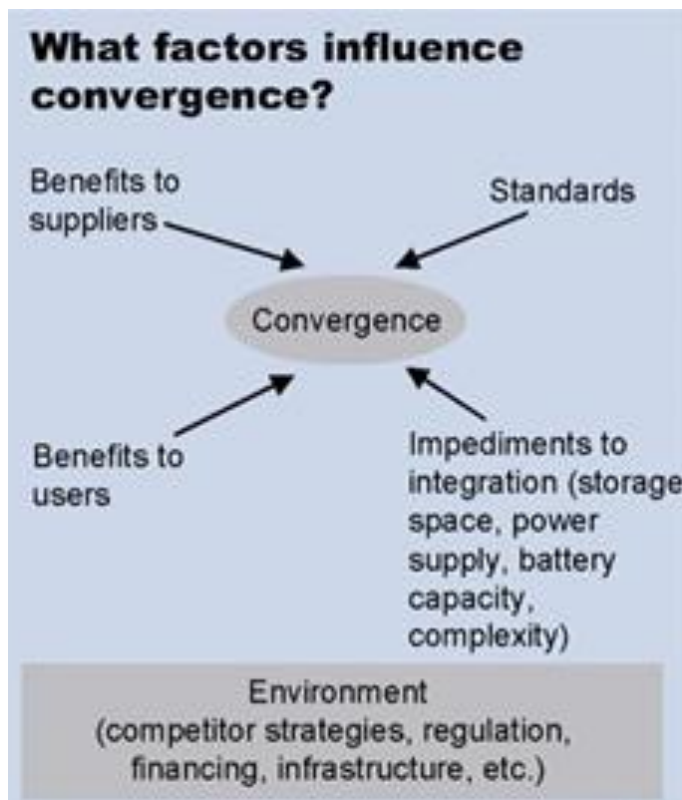 What factors influence
convergence?
Benefits to
suppliers
Standards
Convergence
Benefits to
users
Impediments to
integration (storage
space, power
supply, battery
capacity,
complexity)
Environment
(competitor strategies, regulation,
financing, infrastructure, etc.)